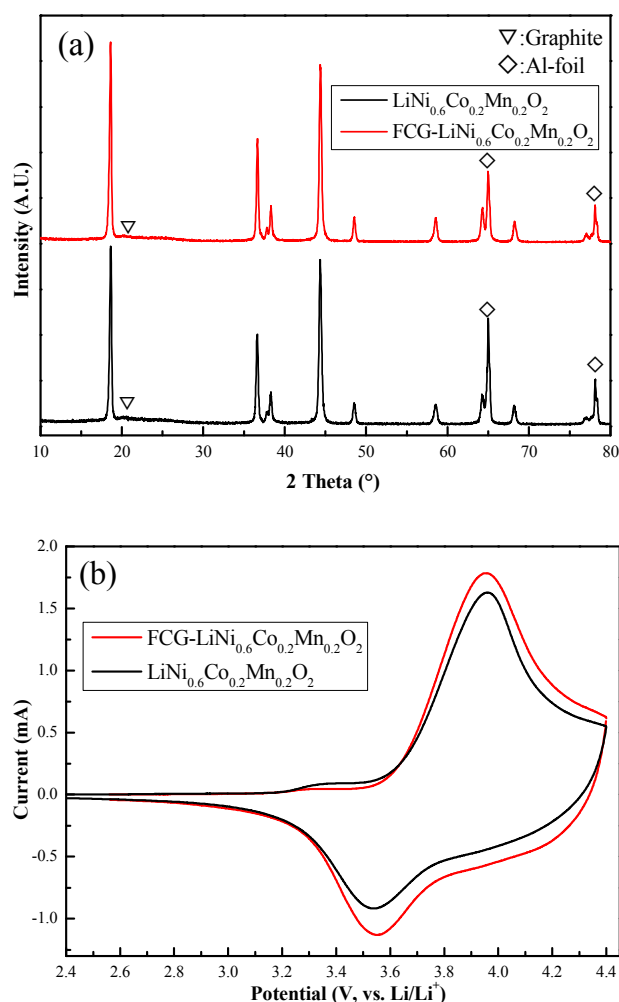 (a)
▽:Graphite
◇:Al-foil
LiNi₀.₆Co₀.₂Mn₀.₂O₂
FCG-LiNi₀.₆Co₀.₂Mn₀.₂O₂
Intensity (A.U.)
10 20 30 40 50 60 70 80
2 Theta (°)
(b)
2.0
1.5
1.0
0.5
0.0
-0.5
-1.0
FCG-LiNi₀.₆Co₀.₂Mn₀.₂O₂
LiNi₀.₆Co₀.₂Mn₀.₂O₂
Current (mA)
2.4 2.6 2.8 3.0 3.2 3.4 3.6 3.8 4.0 4.2 4.4
Potential (V, vs. Li/Li⁺)